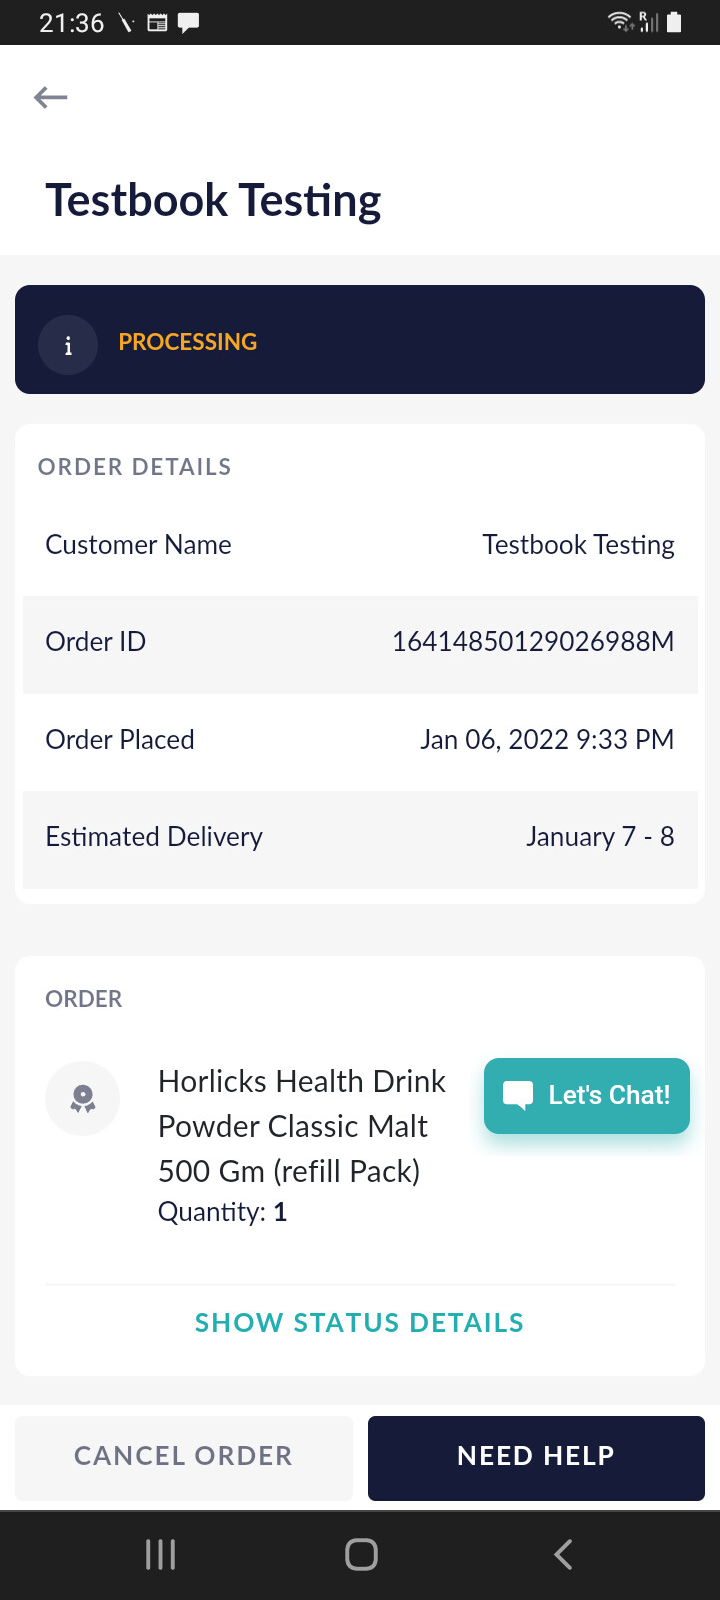 21:36
R
Testbook Testing
i PROCESSING
ORDER DETAILS
Customer Name Testbook Testing
Order ID 16414850129026988M
Order Placed Jan 06, 2022 9:33 PM
Estimated Delivery January 7 - 8
ORDER
Horlicks Health Drink
Powder Classic Malt
500 Gm (refill Pack)
Quantity: 1
Let's Chat!
SHOW STATUS DETAILS
CANCEL ORDER NEED HELP